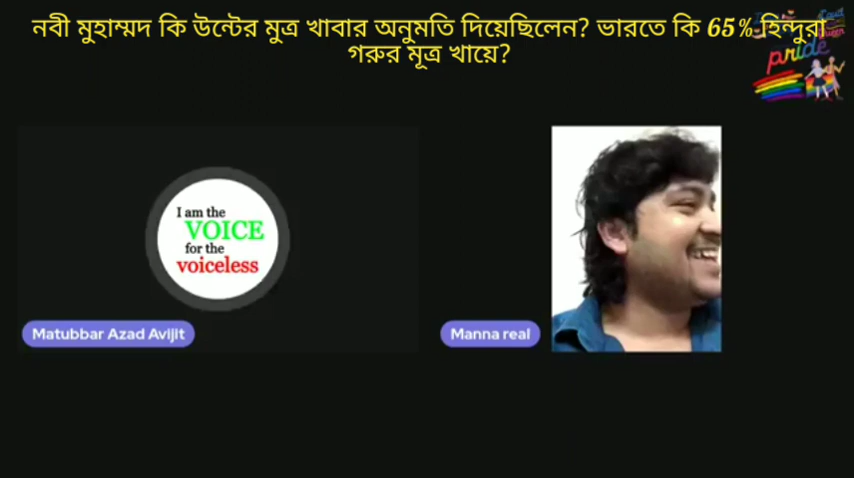 নবী মুহাম্মদ কি উন্টের মুত্র খাবার অনুমতি দিয়েছিলেন? ভারতে কি 65% হিন্দুরা
গরুর মূত্র খায়ে?
pride
I am the
VOICE
for the
voiceless
Matubbar Azad Avijit
Manna real